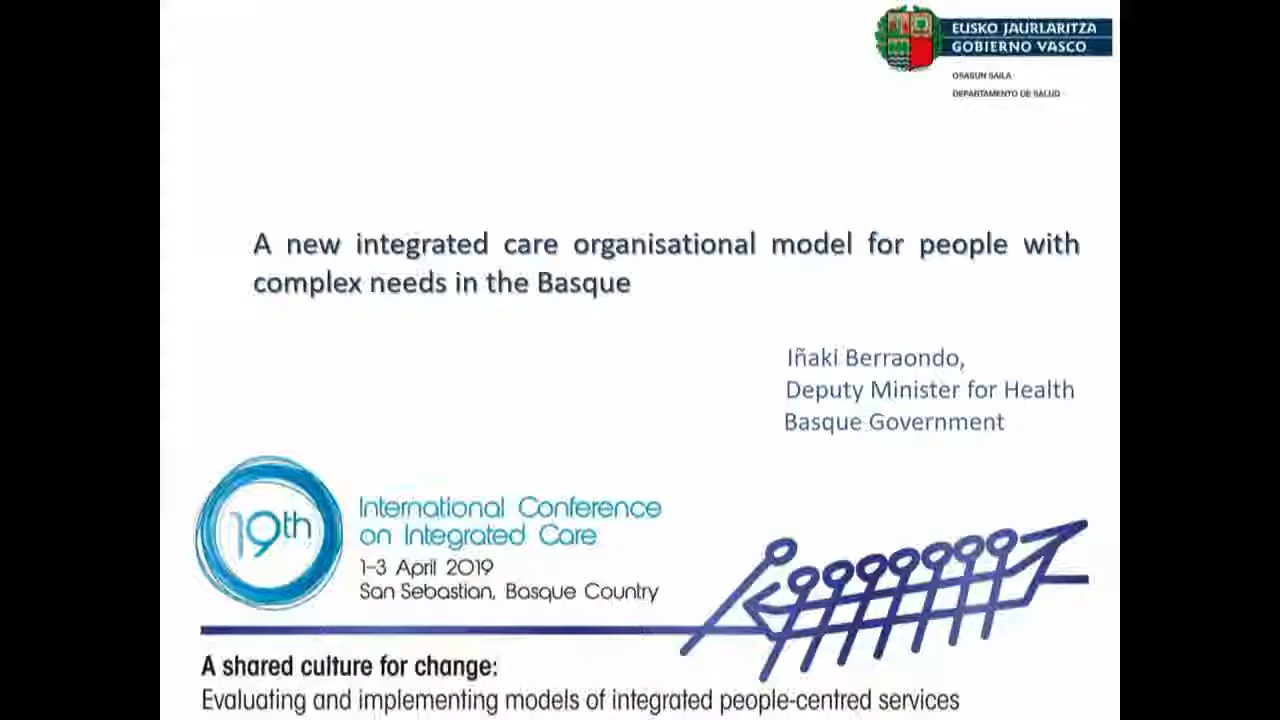 EUSKO JAURLARITZA
GOBIERNO VASCO
OSASUN SAILA
DEPARTAMENTO DE SALUD
A new integrated care organisational model for people with
complex needs in the Basque
Iñaki Berraondo,
Deputy Minister for Health
Basque Government
19th
International Conference
on Integrated Care
1-3 April 2019
San Sebastian, Basque Country
A shared culture for change:
Evaluating and implementing models of integrated people-centred services